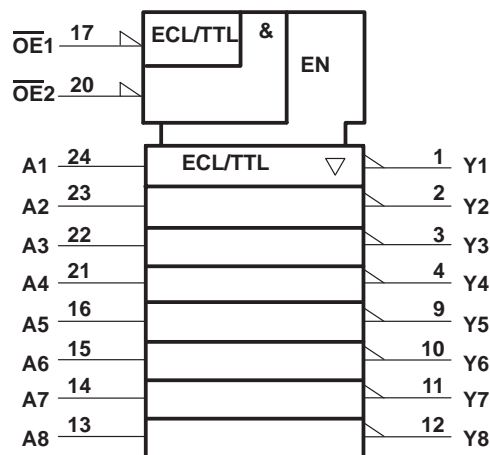 OE1 17 ECL/TTL & EN
OE2 20
A1 24 ECL/TTL ▽ 1 Y1
A2 23 2 Y2
A3 22 3 Y3
A4 21 4 Y4
A5 16 9 Y5
A6 15 10 Y6
A7 14 11 Y7
A8 13 12 Y8